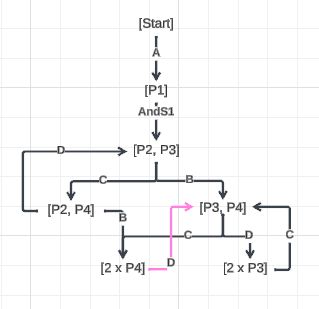 [Start]
A
[P1]
AndS1
D
[P2, P3]
C
B
[P2, P4]
B
[P3, P4]
C
D
C
[2 x P4]
D
[2 x P3]